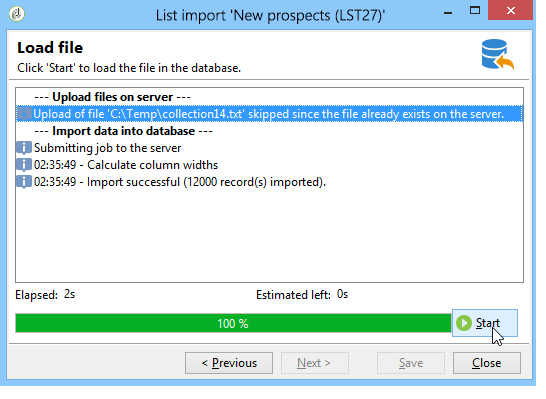 List import 'New prospects (LST27)'
Load file
Click 'Start' to load the file in the database.
--- Upload files on server ---
Upload of file 'C:\Temp\collection14.txt' skipped since the file already exists on the server.
--- Import data into database ---
Submitting job to the server
02:35:49 - Calculate column widths
02:35:49 - Import successful (12000 record(s) imported).
Elapsed: 2s Estimated left: 0s
100 % Start
< Previous Next > Save Close